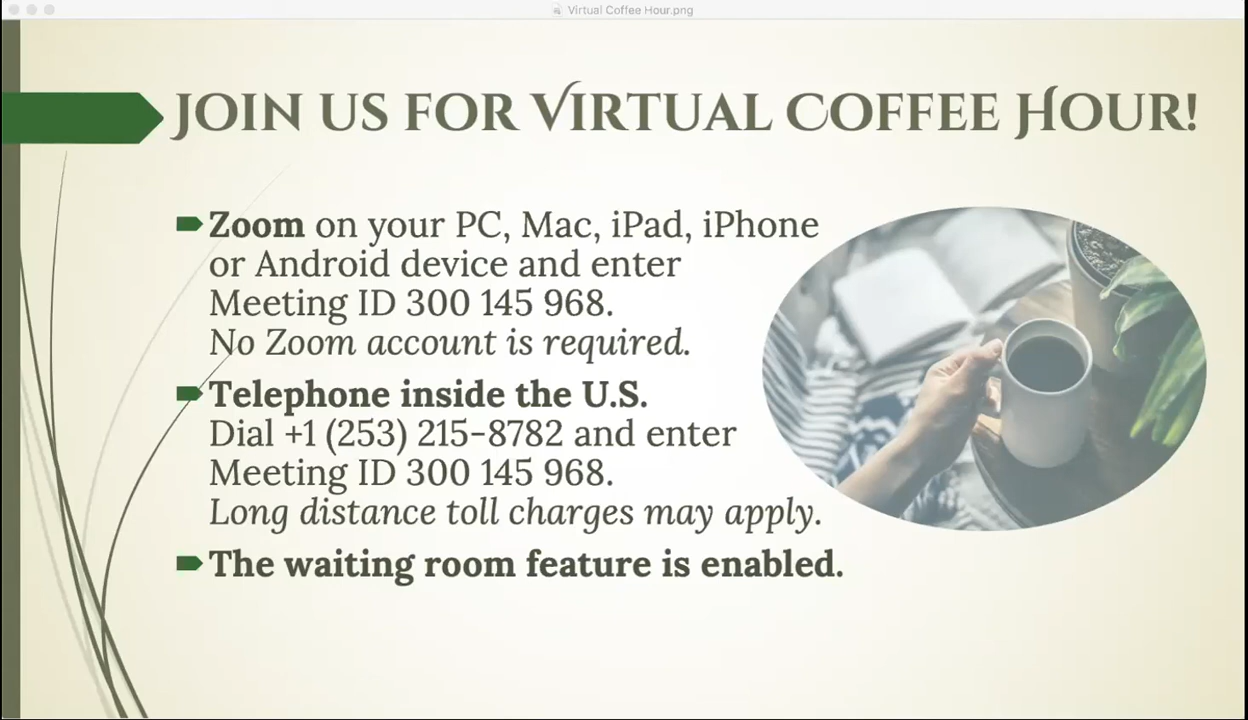 Virtual Coffee Hour.png
Join us for Virtual Coffee Hour!
Zoom on your PC, Mac, iPad, iPhone
or Android device and enter
Meeting ID 300 145 968.
No Zoom account is required.
Telephone inside the U.S.
Dial +1 (253) 215-8782 and enter
Meeting ID 300 145 968.
Long distance toll charges may apply.
The waiting room feature is enabled.